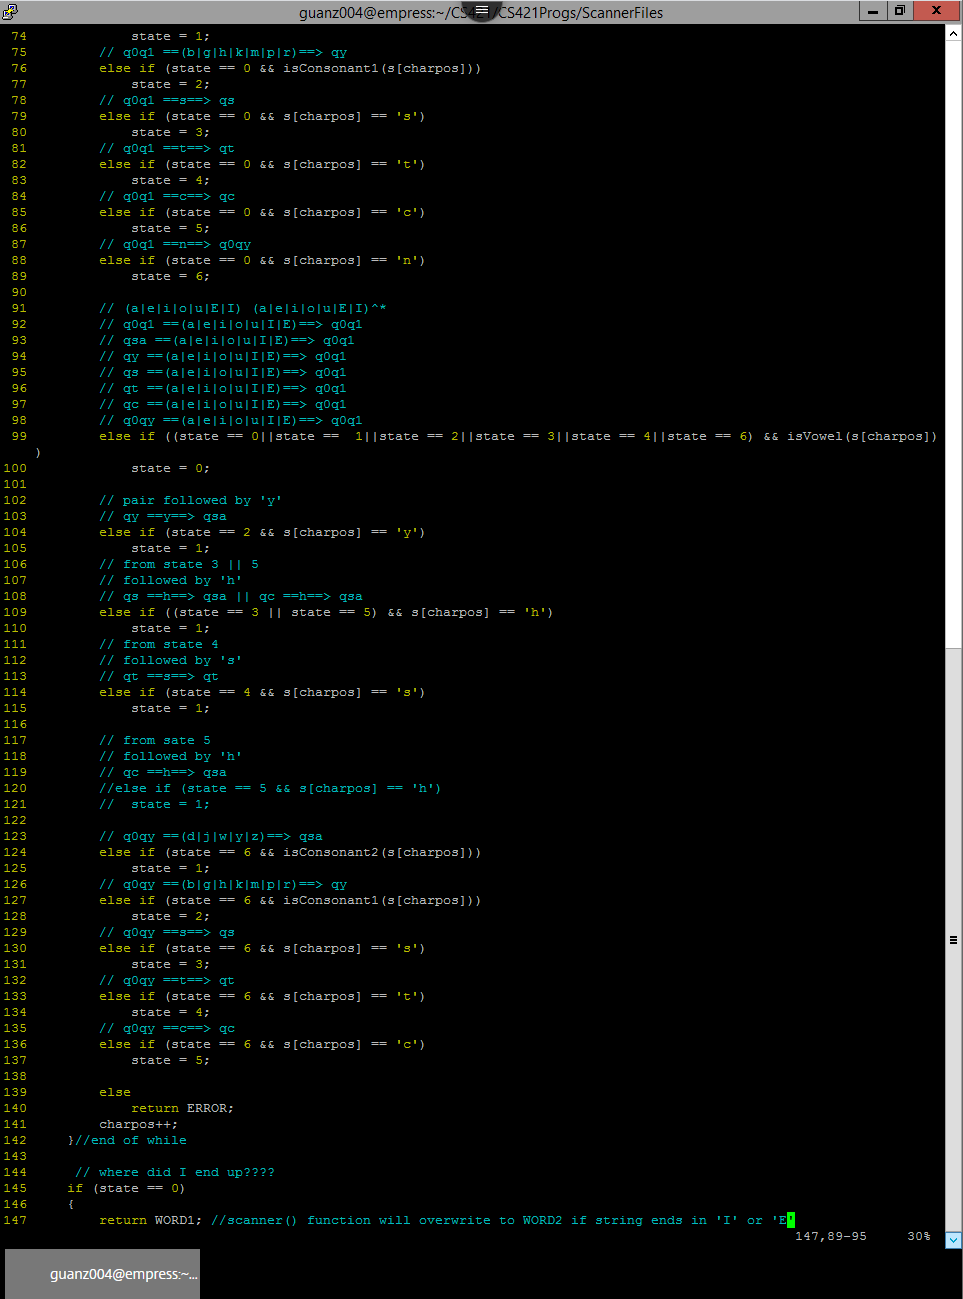 guanz004@empress:~/CS421/CS421Progs/ScannerFiles
74 state = 1;
75 // q0q1 ==(b|g|h|k|m|p|r)==> qy
76 else if (state == 0 && isConsonant1(s[charpos]))
77 state = 2;
78 // q0q1 ==s==> qs
79 else if (state == 0 && s[charpos] == 's')
80 state = 3;
81 // q0q1 ==t==> qt
82 else if (state == 0 && s[charpos] == 't')
83 state = 4;
84 // q0q1 ==c==> qc
85 else if (state == 0 && s[charpos] == 'c')
86 state = 5;
87 // q0q1 ==n==> q0qy
88 else if (state == 0 && s[charpos] == 'n')
89 state = 6;
90
91 // (a|e|i|o|u|E|I) (a|e|i|o|u|E|I)^*
92 // q0q1 ==(a|e|i|o|u|I|E)==> q0q1
93 // qsa ==(a|e|i|o|u|I|E)==> q0q1
94 // qy ==(a|e|i|o|u|I|E)==> q0q1
95 // qs ==(a|e|i|o|u|I|E)==> q0q1
96 // qt ==(a|e|i|o|u|I|E)==> q0q1
97 // qc ==(a|e|i|o|u|I|E)==> q0q1
98 // q0qy ==(a|e|i|o|u|I|E)==> q0q1
99 else if ((state == 0||state == 1||state == 2||state == 3||state == 4||state == 6) && isVowel(s[charpos])
)
100 state = 0;
101
102 // pair followed by 'y'
103 // qy ==y==> qsa
104 else if (state == 2 && s[charpos] == 'y')
105 state = 1;
106 // from state 3 || 5
107 // followed by 'h'
108 // qs ==h==> qsa || qc ==h==> qsa
109 else if ((state == 3 || state == 5) && s[charpos] == 'h')
110 state = 1;
111 // from state 4
112 // followed by 's'
113 // qt ==s==> qt
114 else if (state == 4 && s[charpos] == 's')
115 state = 1;
116
117 // from sate 5
118 // followed by 'h'
119 // qc ==h==> qsa
120 //else if (state == 5 && s[charpos] == 'h')
121 // state = 1;
122
123 // q0qy ==(d|j|w|y|z)==> qsa
124 else if (state == 6 && isConsonant2(s[charpos]))
125 state = 1;
126 // q0qy ==(b|g|h|k|m|p|r)==> qy
127 else if (state == 6 && isConsonant1(s[charpos]))
128 state = 2;
129 // q0qy ==s==> qs
130 else if (state == 6 && s[charpos] == 's')
131 state = 3;
132 // q0qy ==t==> qt
133 else if (state == 6 && s[charpos] == 't')
134 state = 4;
135 // q0qy ==c==> qc
136 else if (state == 6 && s[charpos] == 'c')
137 state = 5;
138
139 else
140 return ERROR;
141 charpos++;
142 }//end of while
143
144 // where did I end up????
145 if (state == 0)
146 {
147 return WORD1; //scanner() function will overwrite to WORD2 if string ends in 'I' or 'E'
147,89-95 30%
guanz004@empress:~...